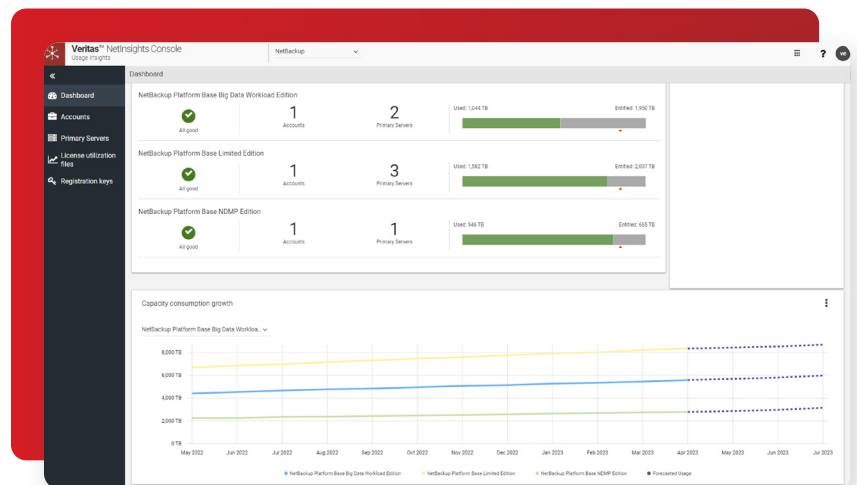 Veritas™ NetInsights Console
Usage Insights
NetBackup
?
ve
«
Dashboard
Dashboard
Accounts
Primary Servers
License utilization
files
Registration keys
NetBackup Platform Base Big Data Workload Edition
All good
1
Accounts
2
Primary Servers
Used: 1,044 TB
Entitled: 1,950 TB
NetBackup Platform Base Limited Edition
All good
1
Accounts
3
Primary Servers
Used: 1,592 TB
Entitled: 2,007 TB
NetBackup Platform Base NDMP Edition
All good
1
Accounts
1
Primary Servers
Used: 546 TB
Entitled: 665 TB
Capacity consumption growth
NetBackup Platform Base Big Data Workloa...
8,000 TB
6,000 TB
4,000 TB
2,000 TB
0 TB
May 2022 Jun 2022 Jul 2022 Aug 2022 Sep 2022 Oct 2022 Nov 2022 Dec 2022 Jan 2023 Feb 2023 Mar 2023 Apr 2023 May 2023 Jun 2023 Jul 2023
NetBackup Platform Base Big Data Workload Edition NetBackup Platform Base Limited Edition NetBackup Platform Base NDMP Edition Forecasted Usage